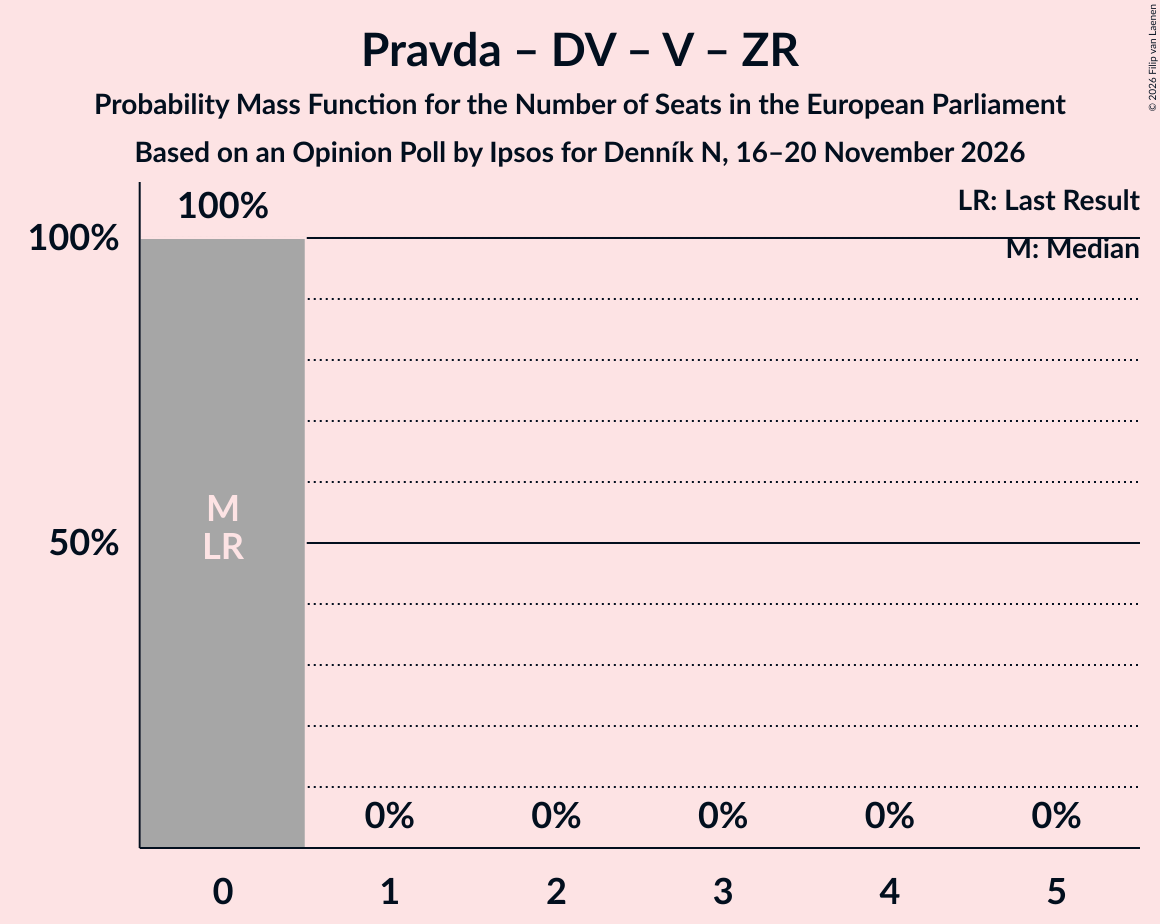 Pravda – DV – V – ZR
Probability Mass Function for the Number of Seats in the European Parliament
Based on an Opinion Poll by Ipsos for Denník N, 16–20 November 2026
© 2026 Filip van Laenen
LR: Last Result
M: Median
100%
100%
50%
M
LR
0% 0% 0% 0% 0%
0 1 2 3 4 5